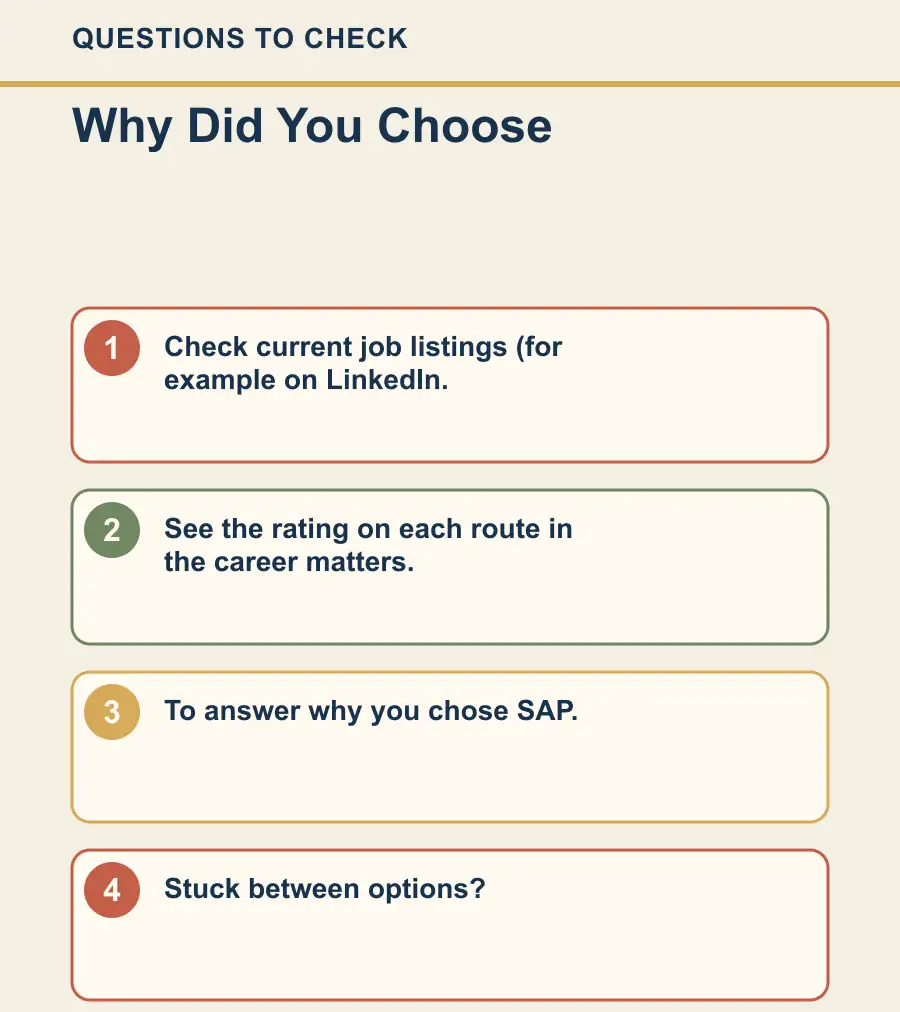 QUESTIONS TO CHECK
Why Did You Choose
1
Check current job listings (for
example on LinkedIn.
2
See the rating on each route in
the career matters.
3
To answer why you chose SAP.
4
Stuck between options?